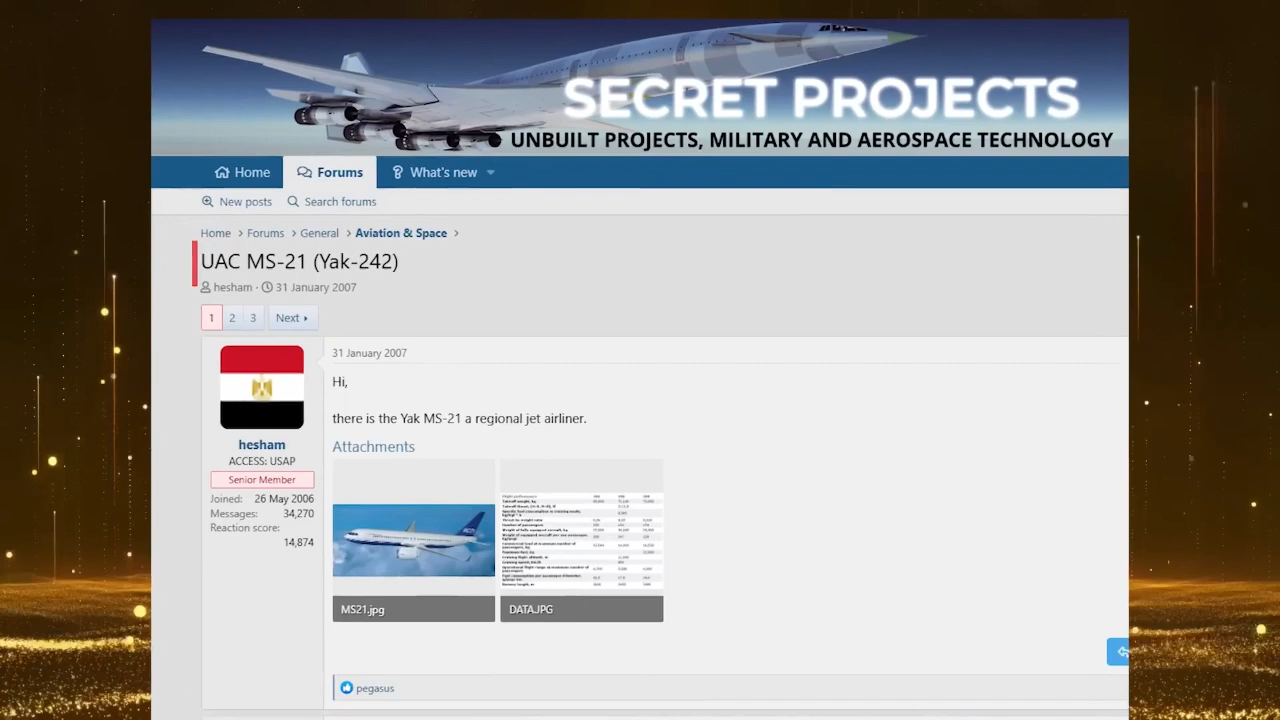 SECRET PROJECTS
UNBUILT PROJECTS, MILITARY AND AEROSPACE TECHNOLOGY
Home Forums What's new
New posts Search forums
Home > Forums > General > Aviation & Space >
UAC MS-21 (Yak-242)
hesham · 31 January 2007
1 2 3 Next
31 January 2007
Hi,
there is the Yak MS-21 a regional jet airliner.
Attachments
hesham
ACCESS: USAP
Senior Member
Joined: 26 May 2006
Messages: 34,270
Reaction score:
14,874
MS21.jpg
DATA.JPG
pegasus